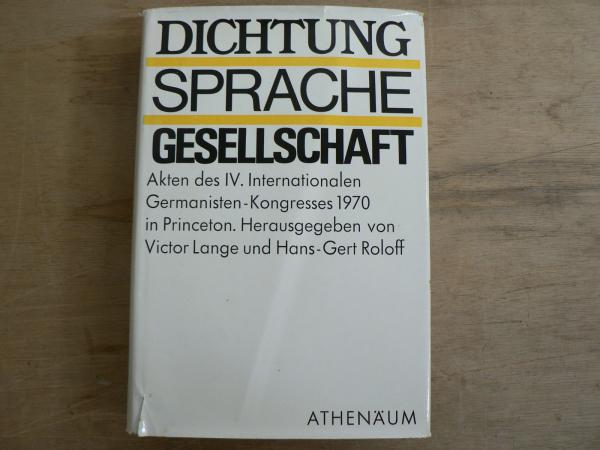 DICHTUNG
SPRACHE
GESELLSCHAFT
Akten des IV. Internationalen
Germanisten-Kongresses 1970
in Princeton. Herausgegeben von
Victor Lange und Hans-Gert Roloff
ATHENÄUM